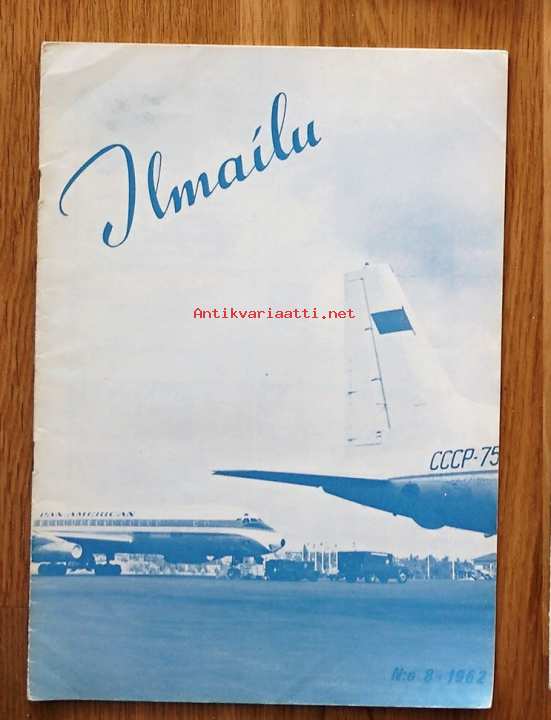 Ilmailu
Antikvariaatti.net
CCCP-75
PAN AMERICAN
N:o 8 - 1962